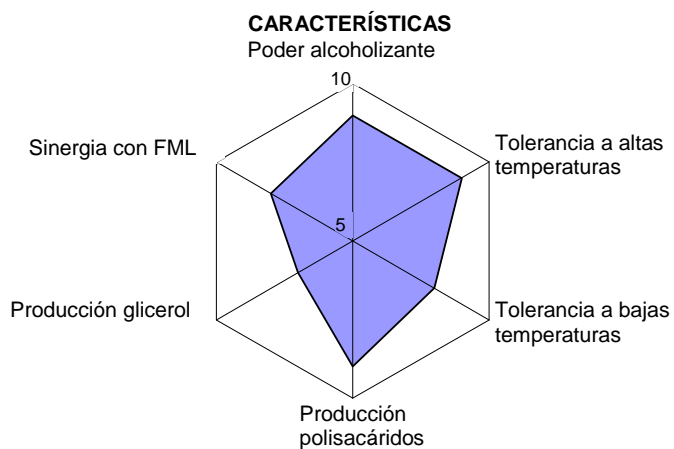 CARACTERÍSTICAS
Poder alcoholizante
10
Tolerancia a altas
temperaturas
Sinergia con FML
5
Producción glicerol
Tolerancia a bajas
temperaturas
Producción
polisacáridos